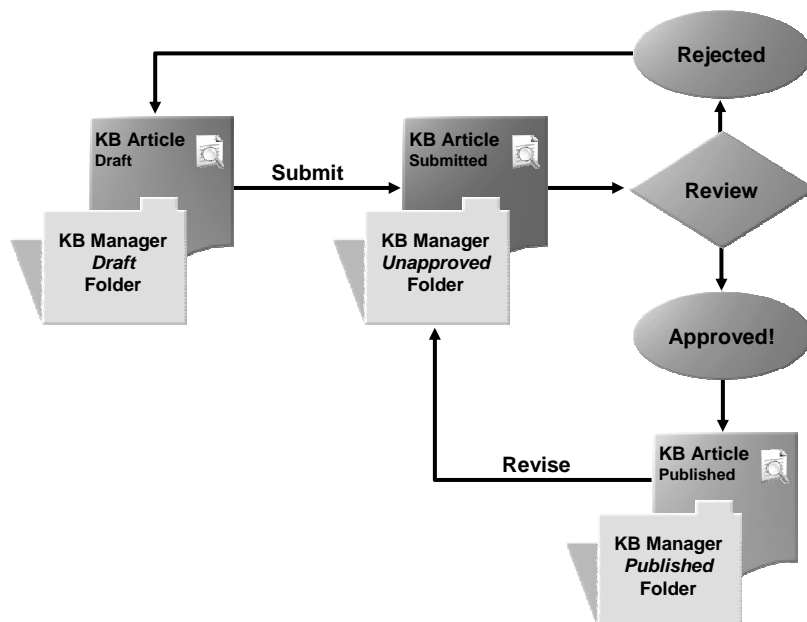 Rejected
KB Article
Draft
Submit
KB Article
Submitted
Review
KB Manager
Draft
Folder
KB Manager
Unapproved
Folder
Approved!
Revise
KB Article
Published
KB Manager
Published
Folder